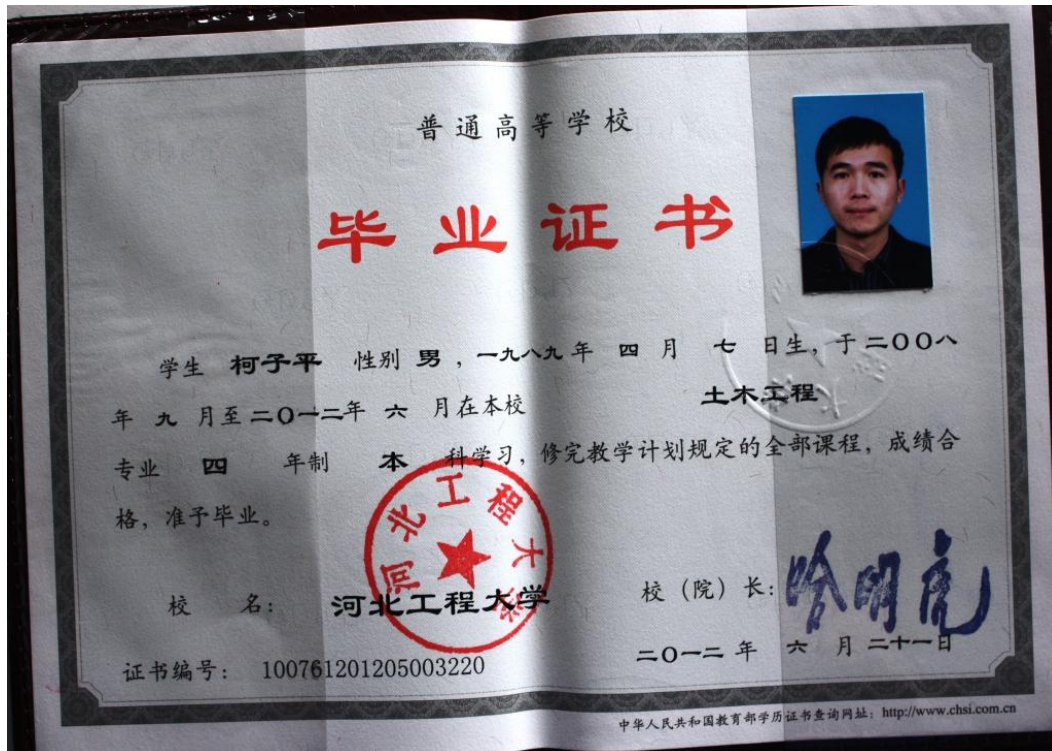 普通高等学校
毕业证书
学生 柯子平 性别 男，一九八九年 四 月 七 日生，于二〇〇八
年 九 月至二〇一二年 六 月在本校 土木工程
专业 四 年制 本 科学习，修完教学计划规定的全部课程，成绩合
格，准予毕业。
河北工程大学
校 名： 河北工程大学 校（院）长：哈明虎
证书编号： 100761201205003220 二〇一二 年 六 月 二十一日
中华人民共和国教育部学历证书查询网址：http://www.chsi.com.cn